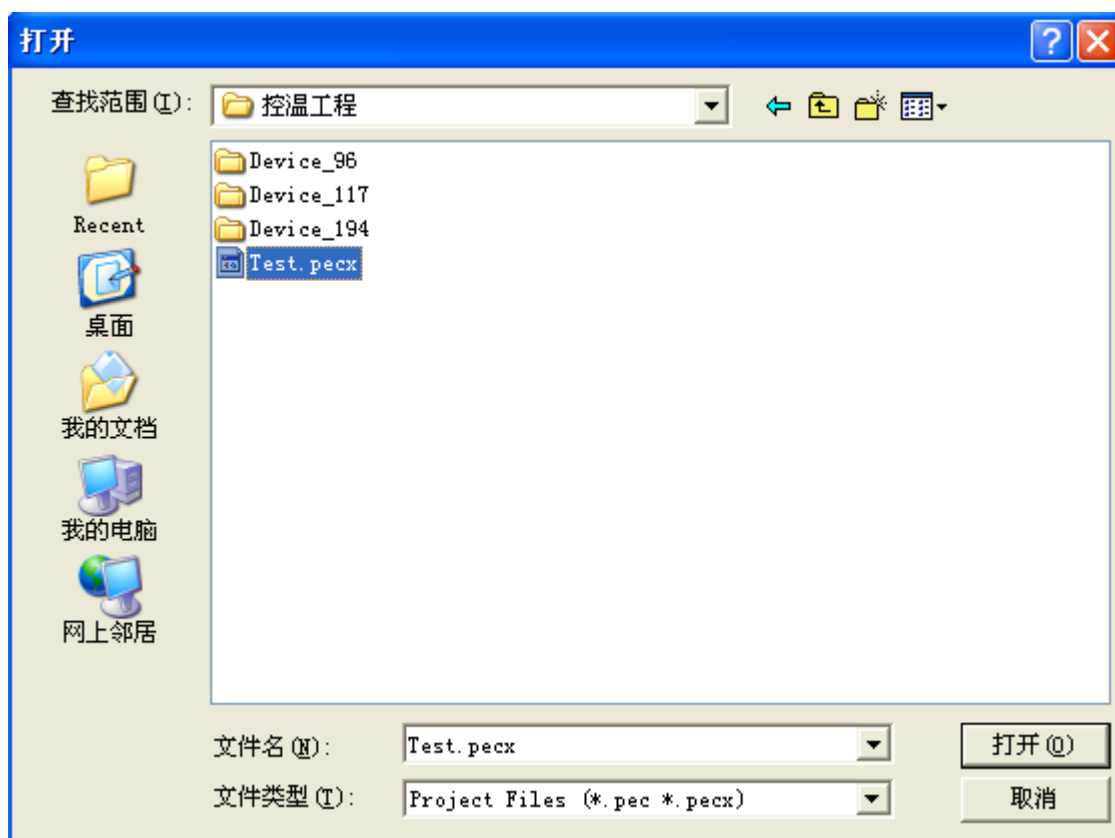 打开
查找范围(I): 控温工程
Device_96
Device_117
Device_194
Test.pecx
Recent
桌面
我的文档
我的电脑
网上邻居
文件名(N): Test.pecx 打开(O)
文件类型(T): Project Files (*.pec *.pecx) 取消